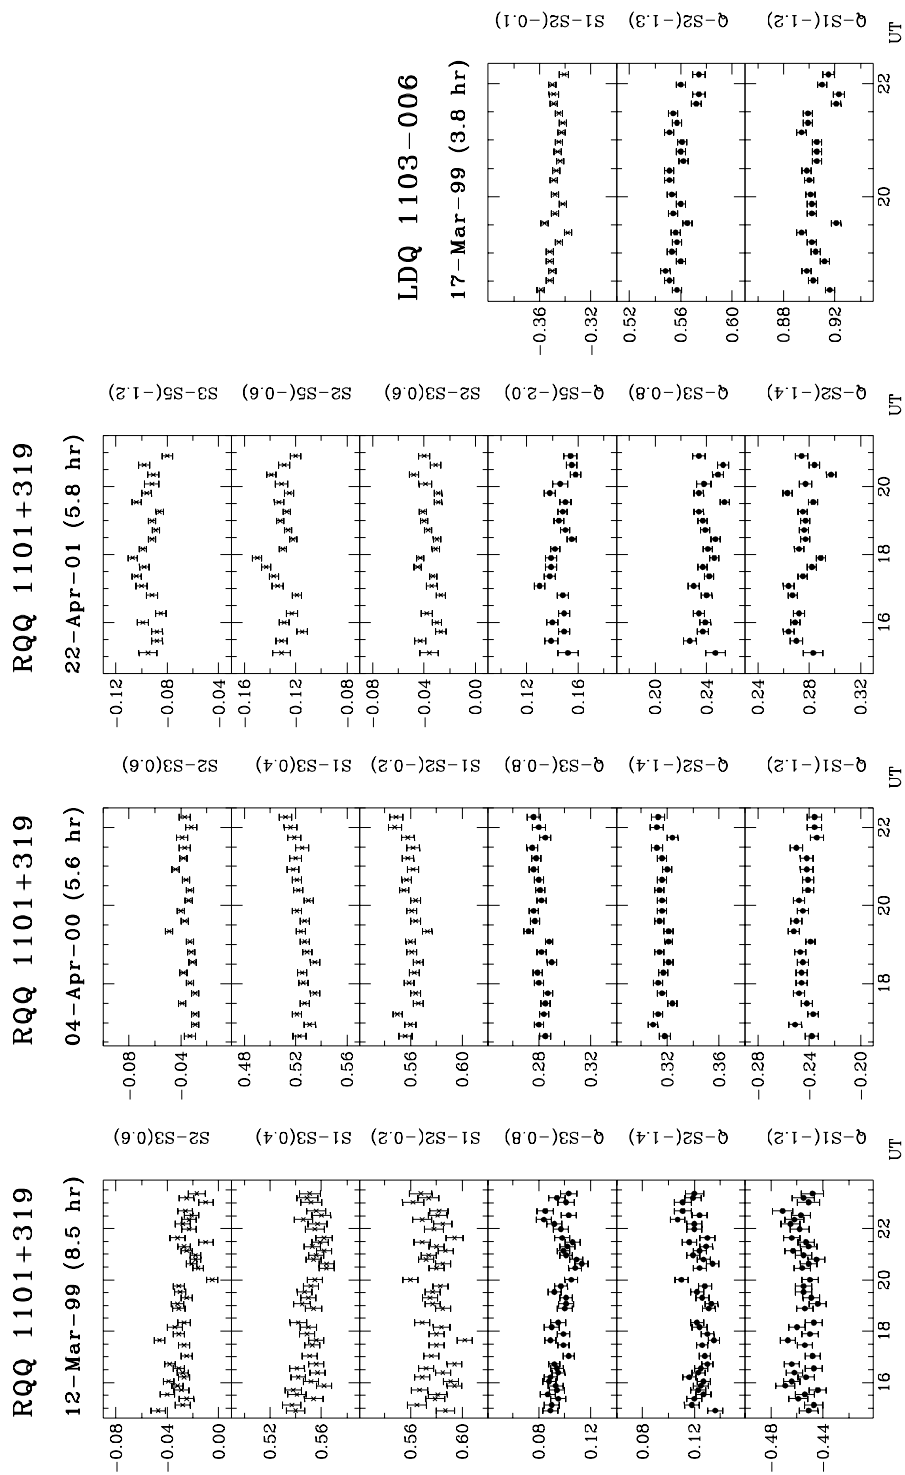 RQQ 1101+319
12-Mar-99 (8.5 hr)
-0.08
-0.04
0.00
S2-S3(0.6)
0.52
0.56
S1-S3(0.4)
0.56
0.60
S1-S2(-0.2)
0.08
0.12
Q-S3(-0.8)
0.08
0.12
Q-S2(-1.4)
-0.48
-0.44
Q-S1(-1.2)
16 18 20 22 UT
RQQ 1101+319
04-Apr-00 (5.6 hr)
-0.08
-0.04
S2-S3(0.6)
0.48
0.52
0.56
S1-S3(0.4)
0.56
0.60
S1-S2(-0.2)
0.28
0.32
Q-S3(-0.8)
0.32
0.36
Q-S2(-1.4)
-0.28
-0.24
-0.20
Q-S1(-1.2)
18 20 22 UT
RQQ 1101+319
22-Apr-01 (5.8 hr)
-0.12
-0.08
-0.04
S3-S5(-1.2)
-0.16
-0.12
-0.08
S2-S5(-0.6)
-0.08
-0.04
0.00
S2-S3(0.6)
0.12
0.16
Q-S5(-2.0)
0.20
0.24
Q-S3(-0.8)
0.24
0.28
0.32
Q-S2(-1.4)
16 18 20 UT
LDQ 1103-006
17-Mar-99 (3.8 hr)
-0.36
-0.32
S1-S2(-0.1)
0.52
0.56
0.60
Q-S2(-1.3)
0.88
0.92
Q-S1(-1.2)
20 22 UT